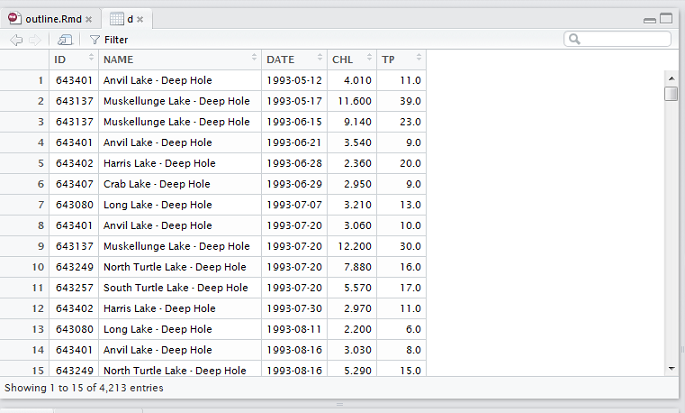 outline.Rmd d
Filter
ID NAME DATE CHL TP
1 643401 Anvil Lake - Deep Hole 1993-05-12 4.010 11.0
2 643137 Muskellunge Lake - Deep Hole 1993-05-17 11.600 39.0
3 643137 Muskellunge Lake - Deep Hole 1993-06-15 9.140 23.0
4 643401 Anvil Lake - Deep Hole 1993-06-21 3.540 9.0
5 643402 Harris Lake - Deep Hole 1993-06-28 2.360 20.0
6 643407 Crab Lake - Deep Hole 1993-06-29 2.950 9.0
7 643080 Long Lake - Deep Hole 1993-07-07 3.210 13.0
8 643401 Anvil Lake - Deep Hole 1993-07-20 3.060 10.0
9 643137 Muskellunge Lake - Deep Hole 1993-07-20 12.200 30.0
10 643249 North Turtle Lake - Deep Hole 1993-07-20 7.880 16.0
11 643257 South Turtle Lake - Deep Hole 1993-07-20 5.570 17.0
12 643402 Harris Lake - Deep Hole 1993-07-30 2.970 11.0
13 643080 Long Lake - Deep Hole 1993-08-11 2.200 6.0
14 643401 Anvil Lake - Deep Hole 1993-08-16 3.030 8.0
15 643249 North Turtle Lake - Deep Hole 1993-08-16 5.290 15.0
Showing 1 to 15 of 4,213 entries